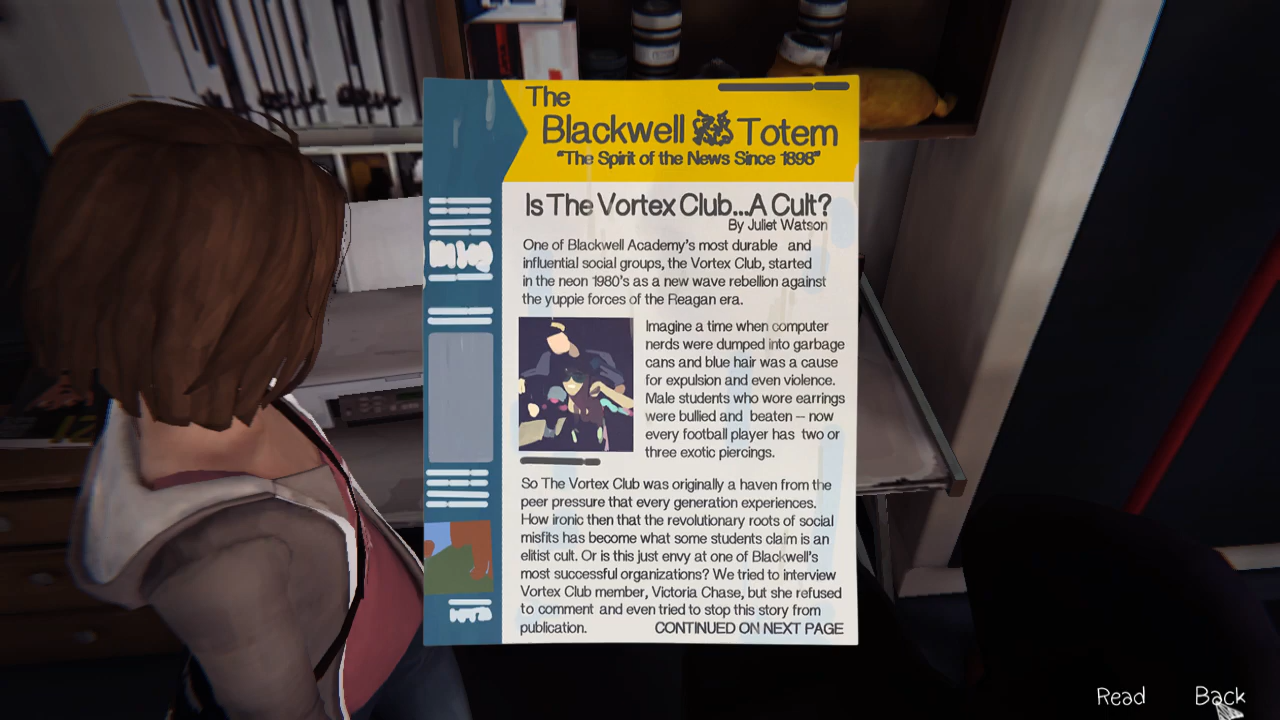 The
Blackwell Totem
"The Spirit of the News Since 1898"
Is The Vortex Club...A Cult?
By Juliet Watson
One of Blackwell Academy's most durable and
influential social groups, the Vortex Club, started
in the neon 1980's as a new wave rebellion against
the yuppie forces of the Reagan era.
Imagine a time when computer
nerds were dumped into garbage
cans and blue hair was a cause
for expulsion and even violence.
Male students who wore earrings
were bullied and beaten – now
every football player has two or
three exotic piercings.
So The Vortex Club was originally a haven from the
peer pressure that every generation experiences.
How ironic then that the revolutionary roots of social
misfits has become what some students claim is an
elitist cult. Or is this just envy at one of Blackwell's
most successful organizations? We tried to interview
Vortex Club member, Victoria Chase, but she refused
to comment and even tried to stop this story from
publication.
CONTINUED ON NEXT PAGE
Read
Back